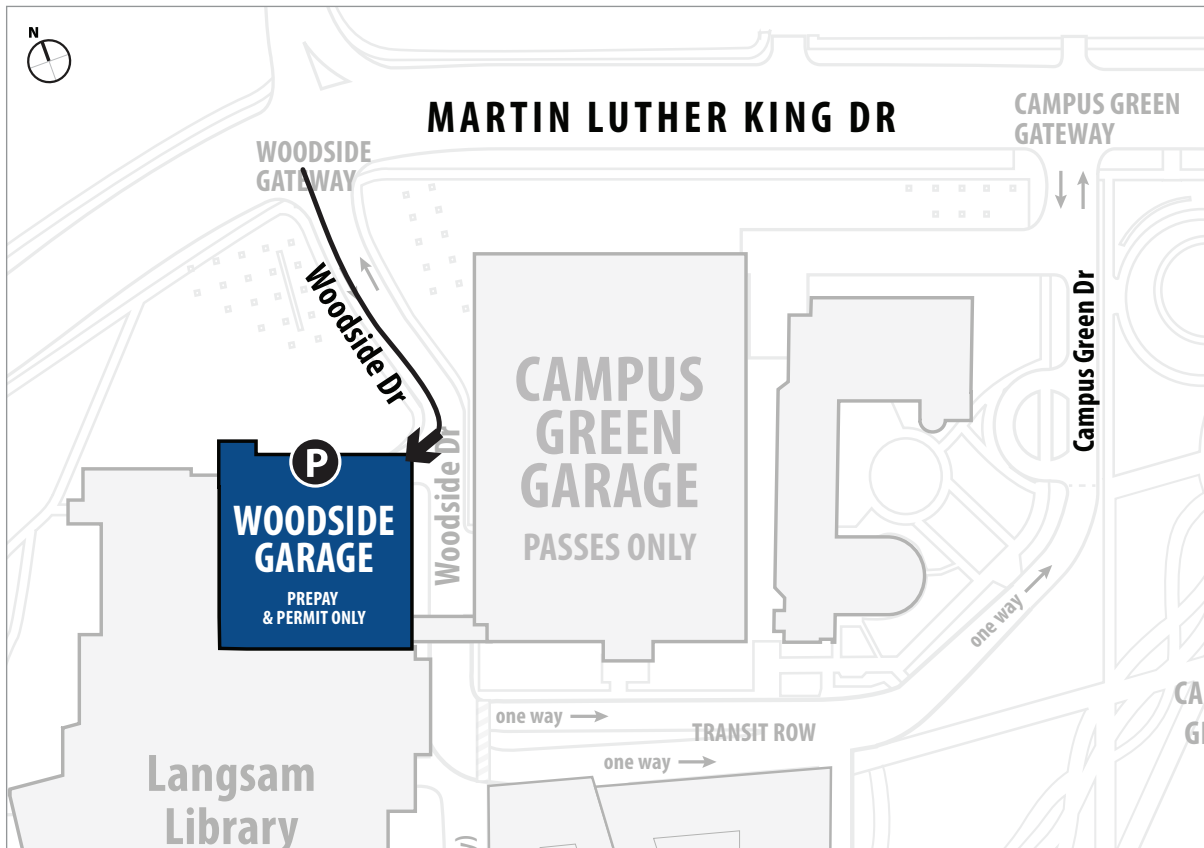 N
MARTIN LUTHER KING DR
CAMPUS GREEN
GATEWAY
WOODSIDE
GATEWAY
Woodside Dr
Campus Green Dr
CAMPUS
GREEN
GARAGE
PASSES ONLY
Woodside Dr
P
WOODSIDE
GARAGE
PREPAY
& PERMIT ONLY
one way
one way
TRANSIT ROW
one way
CA
Langsam
Library